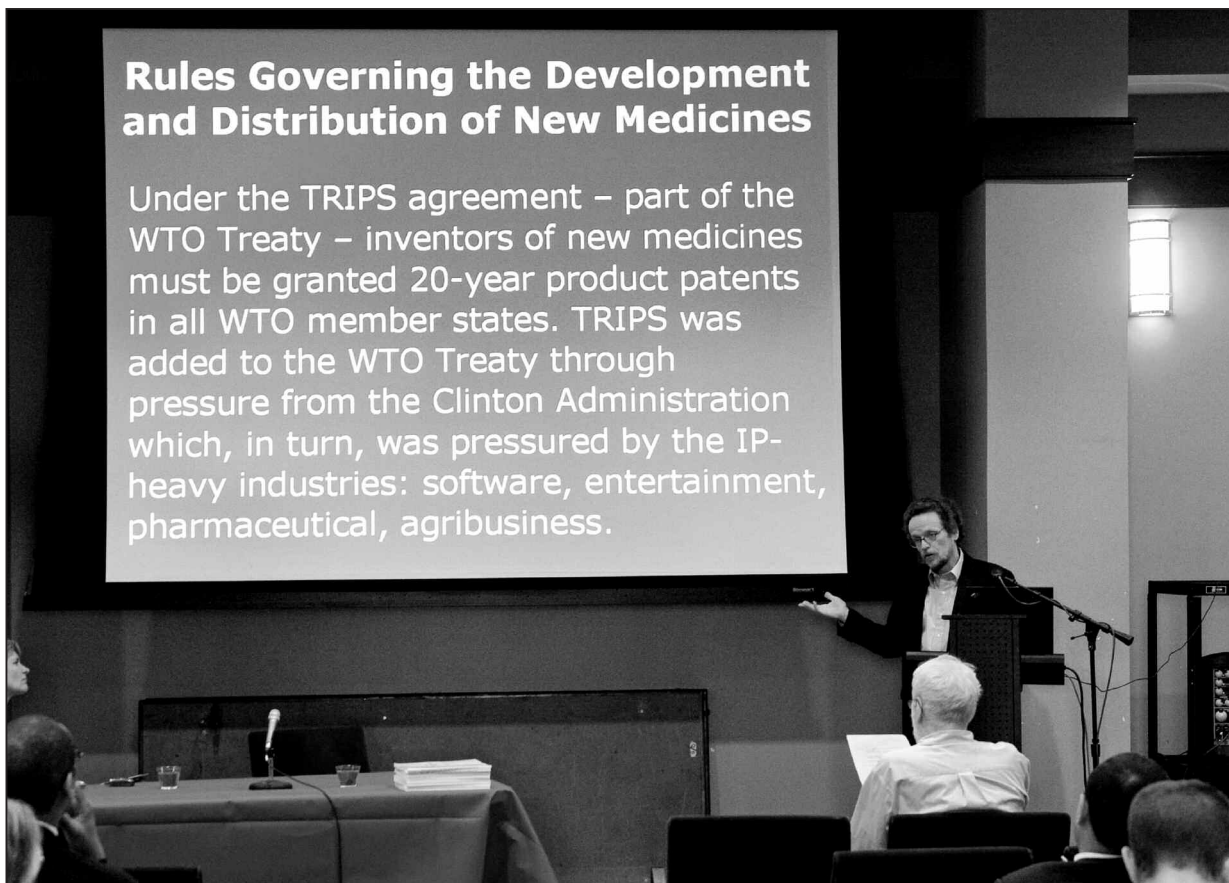 Rules Governing the Development
and Distribution of New Medicines
Under the TRIPS agreement – part of the
WTO Treaty – inventors of new medicines
must be granted 20-year product patents
in all WTO member states. TRIPS was
added to the WTO Treaty through
pressure from the Clinton Administration
which, in turn, was pressured by the IP-
heavy industries: software, entertainment,
pharmaceutical, agribusiness.